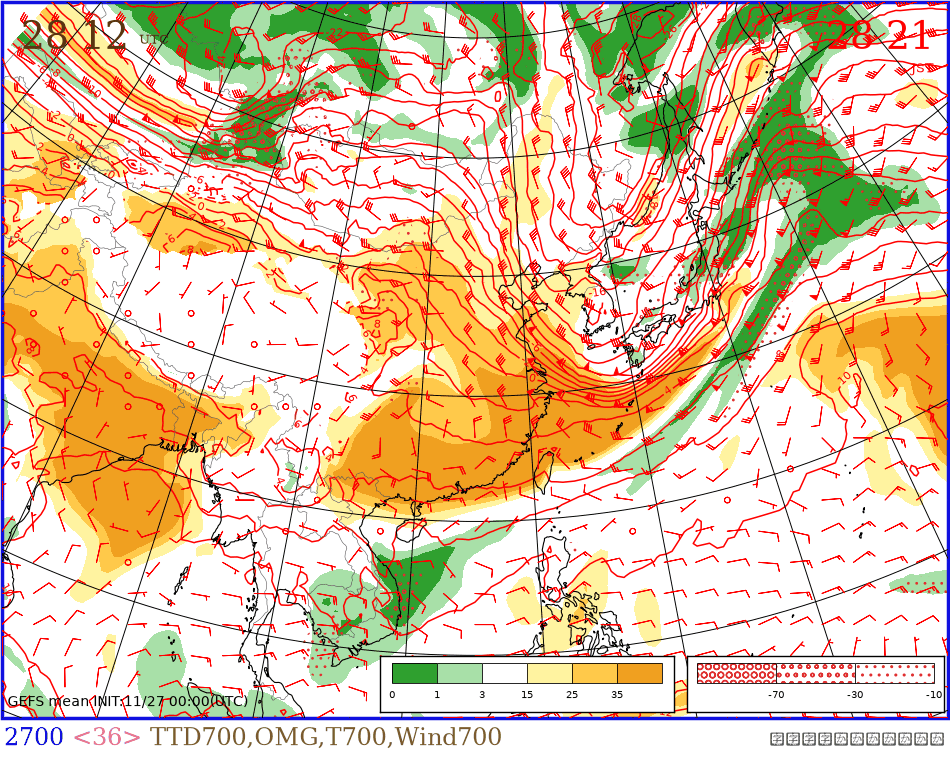 28 12 UTC
28 21 JST
0 1 3 15 25 35
-70 -30 -10
GEFS mean INIT:11/27 00:00(UTC)
2700 <36> TTD700,OMG,T700,Wind700